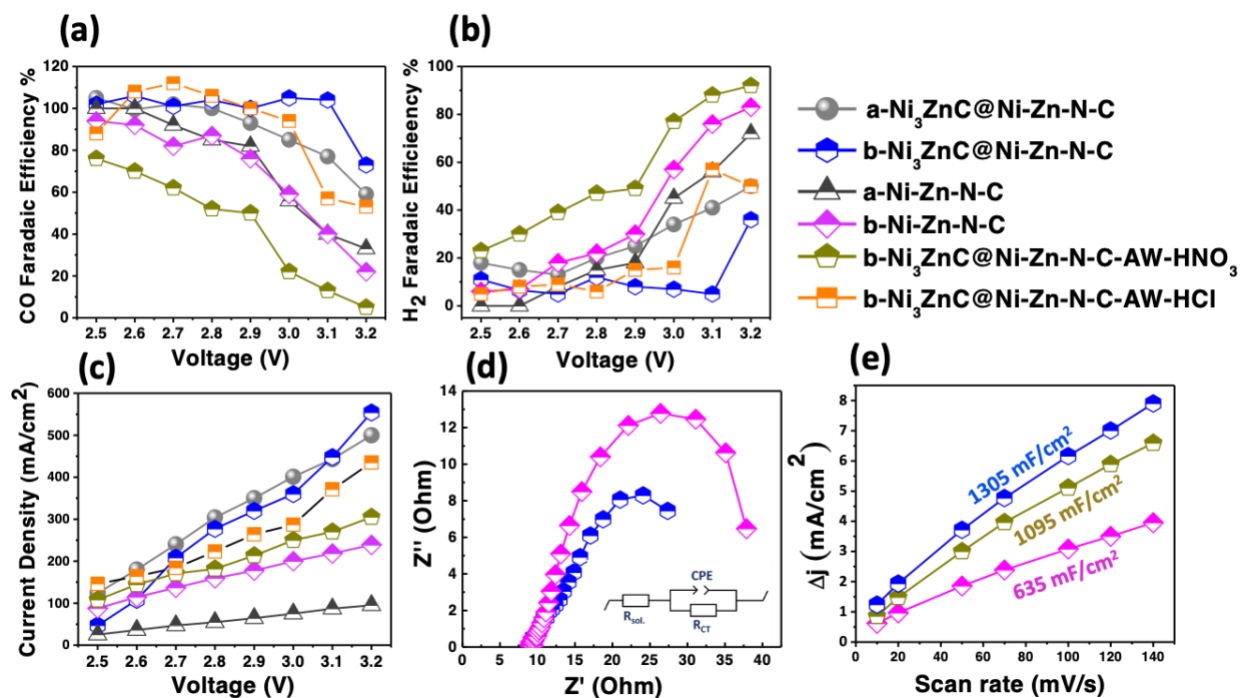 (a)
CO Faradaic Efficiency %
120
100
80
60
40
20
0
2.5 2.6 2.7 2.8 2.9 3.0 3.1 3.2
Voltage (V)
(b)
H₂ Faradaic Efficieency %
100
80
60
40
20
0
2.5 2.6 2.7 2.8 2.9 3.0 3.1 3.2
Voltage (V)
a-Ni₃ZnC@Ni-Zn-N-C
b-Ni₃ZnC@Ni-Zn-N-C
a-Ni-Zn-N-C
b-Ni-Zn-N-C
b-Ni₃ZnC@Ni-Zn-N-C-AW-HNO₃
b-Ni₃ZnC@Ni-Zn-N-C-AW-HCl
(c)
Current Density (mA/cm²)
600
500
400
300
200
100
0
2.5 2.6 2.7 2.8 2.9 3.0 3.1 3.2
Voltage (V)
(d)
Z'' (Ohm)
14
12
10
8
6
4
2
0
0 5 10 15 20 25 30 35 40
Z' (Ohm)
CPE
Rsol.
RCT
(e)
Δj (mA/cm²)
8
7
6
5
4
3
2
1
0
1305 mF/cm²
1095 mF/cm²
635 mF/cm²
20 40 60 80 100 120 140
Scan rate (mV/s)